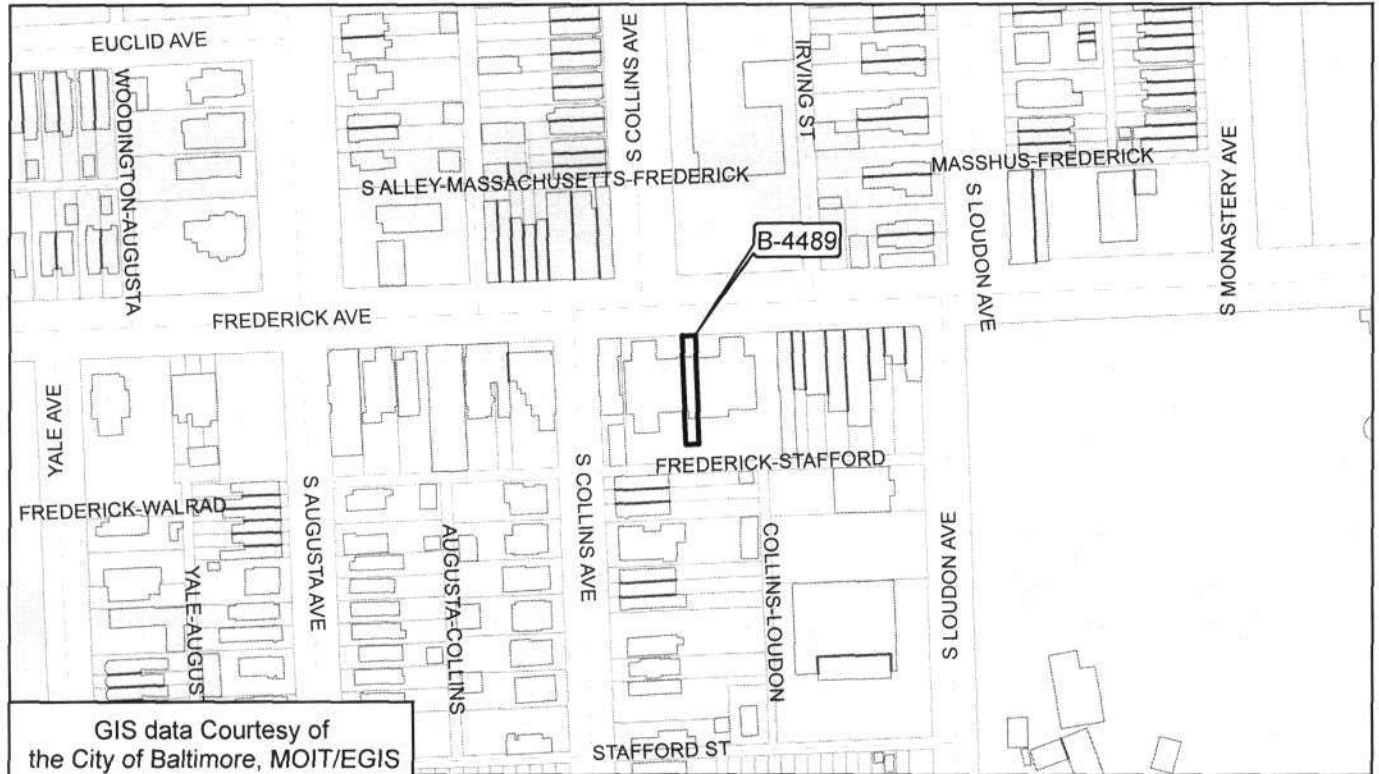 EUCLID AVE
WOODINGTON-AUGUSTA
S COLLINS AVE
IRVING ST
S ALLEY-MASSACHUSETTS-FREDERICK
MASSHUS-FREDERICK
S LOUDON AVE
S MONASTERY AVE
B-4489
FREDERICK AVE
YALE AVE
FREDERICK-WALRAD
S AUGUSTA AVE
YALE-AUGUST
AUGUSTA-COLLINS
S COLLINS AVE
FREDERICK-STAFFORD
COLLINS-LOUDON
S LOUDON AVE
STAFFORD ST
GIS data Courtesy of
the City of Baltimore, MOIT/EGIS